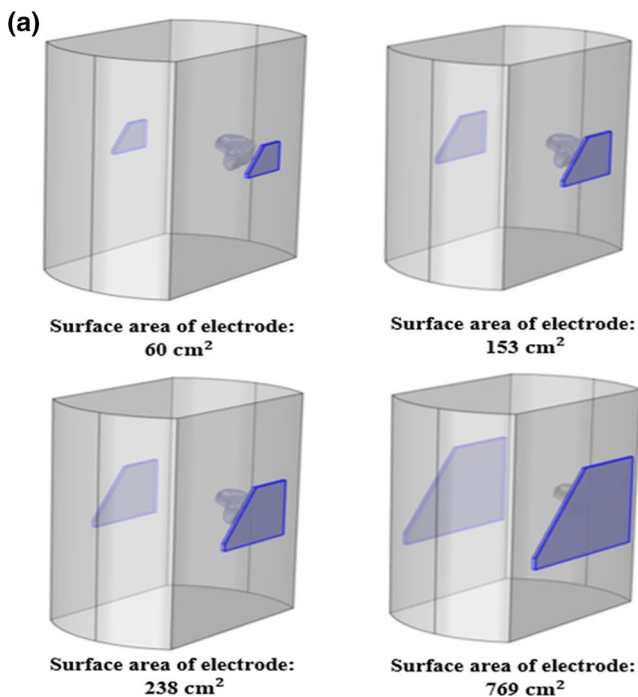 (a)
Surface area of electrode:
60 cm²
Surface area of electrode:
153 cm²
Surface area of electrode:
238 cm²
Surface area of electrode:
769 cm²